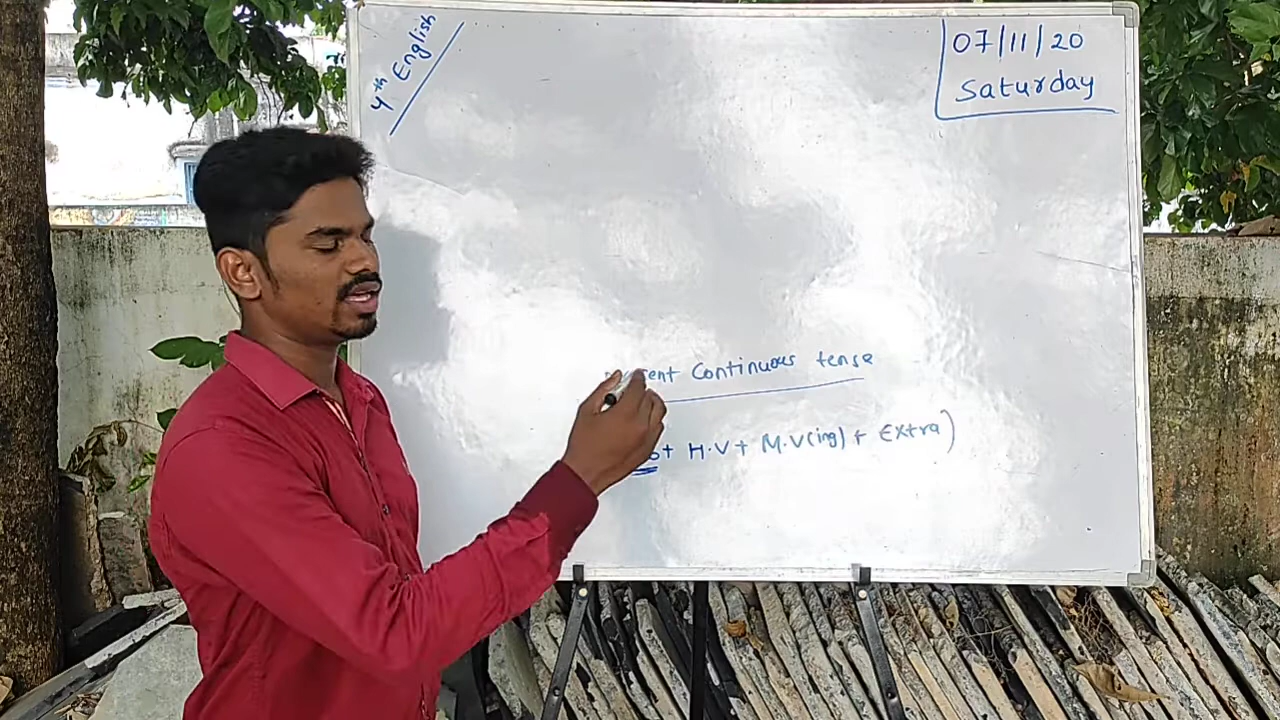 4th English
07/11/20
Saturday
Continuous tense
+ H.V + M.V(ing) + Extra)